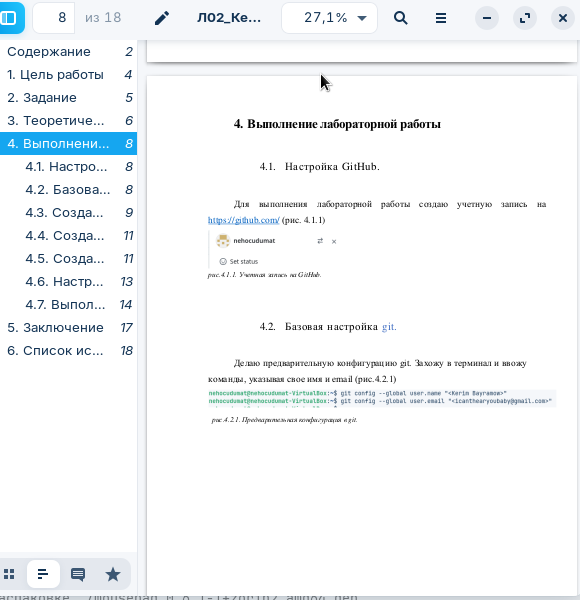 8 из 18 Л02_Ке... 27,1%
Содержание 2
1. Цель работы 4
2. Задание 5
3. Теоретиче... 6
4. Выполнени... 8
4.1. Настро... 8
4.2. Базова... 8
4.3. Созда... 9
4.4. Созда... 11
4.5. Созда... 11
4.6. Настр... 13
4.7. Выпол... 14
5. Заключение 17
6. Список ис... 18
4. Выполнение лабораторной работы
4.1. Настройка GitHub.
Для выполнения лабораторной работы создаю учетную запись на
https://github.com/ (рис. 4.1.1)
nehocudumat
Set status
рис.4.1.1. Учетная запись на GitHub.
4.2. Базовая настройка git.
Делаю предварительную конфигурацию git. Захожу в терминал и ввожу
команды, указывая свое имя и email (рис.4.2.1)
nehocudumat@nehocudumat-VirtualBox:~$ git config --global user.name "<Kerim Bayramow>"
nehocudumat@nehocudumat-VirtualBox:~$ git config --global user.email "<icanthearyoubaby@gmail.com>"
рис.4.2.1. Предварительная конфигурация git.